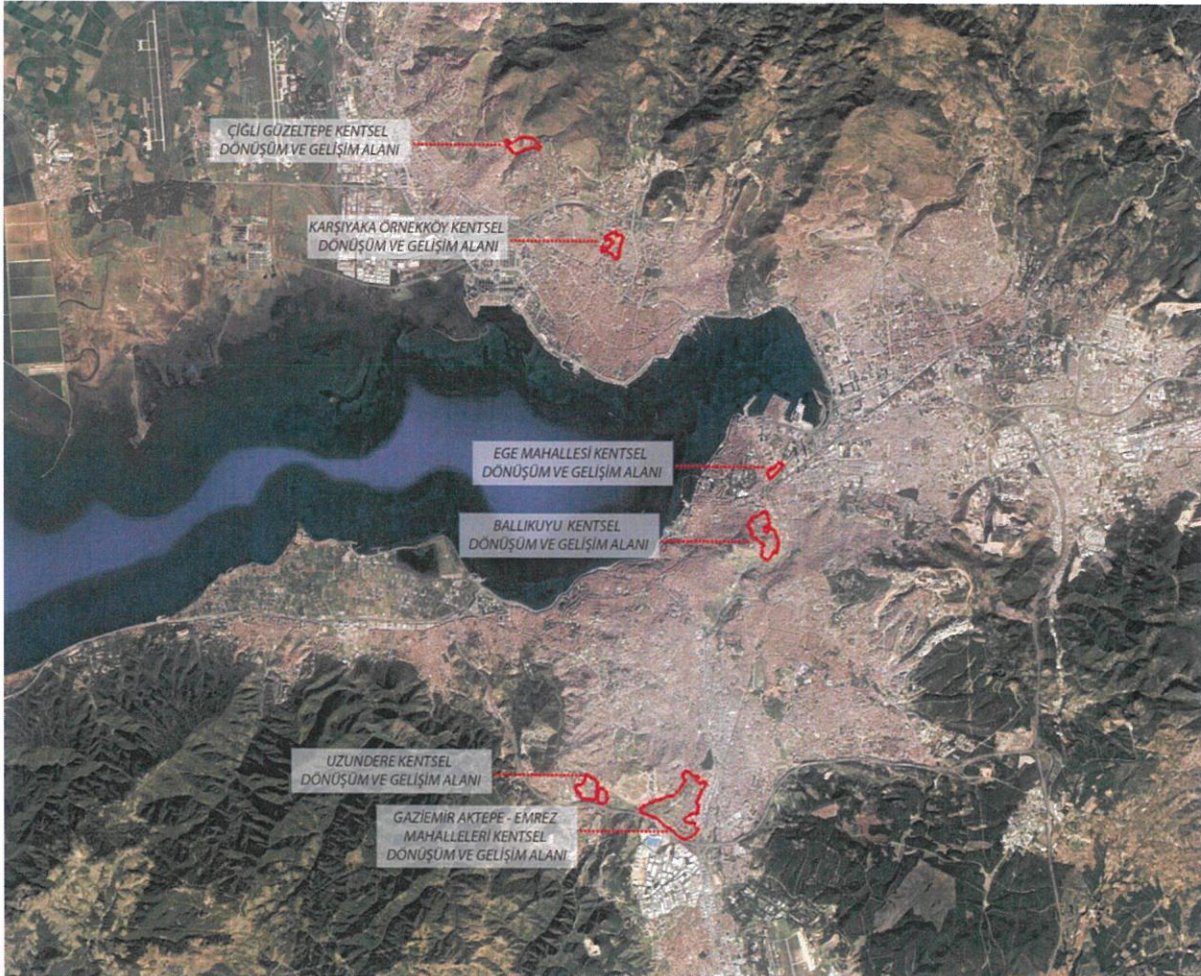 ÇİĞLİ GÜZELTEPE KENTSEL
DÖNÜŞÜM VE GELİŞİM ALANI
KARŞIYAKA ÖRNEKKÖY KENTSEL
DÖNÜŞÜM VE GELİŞİM ALANI
EGE MAHALLESİ KENTSEL
DÖNÜŞÜM VE GELİŞİM ALANI
BALLIKUYU KENTSEL
DÖNÜŞÜM VE GELİŞİM ALANI
UZUNDERE KENTSEL
DÖNÜŞÜM VE GELİŞİM ALANI
GAZİEMİR AKTEPE - EMREZ
MAHALLELERİ KENTSEL
DÖNÜŞÜM VE GELİŞİM ALANI